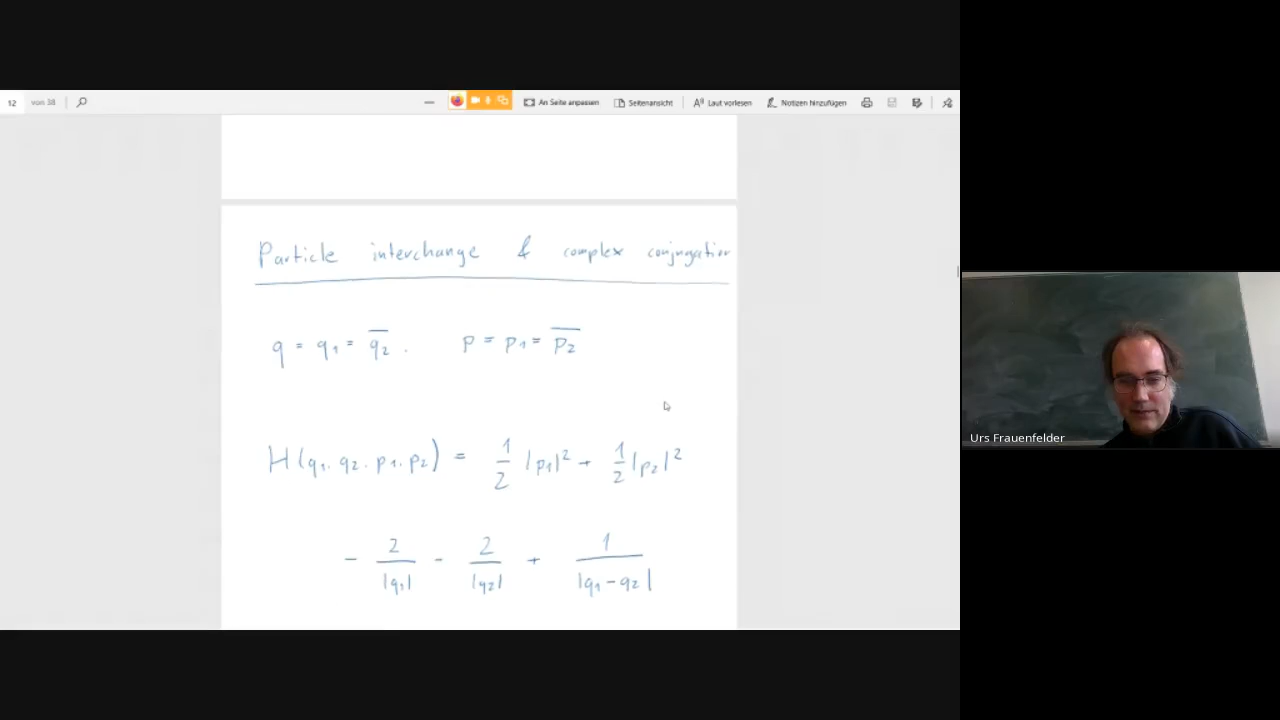 12 von 38 An Seite anpassen Seitenansicht Laut vorlesen Notizen hinzufügen
Particle interchange & complex conjugation
q = q₁ = q̅₂ . p = p₁ = p̅₂
H(q₁. q₂. p₁. p₂) = 1/2 |p₁|² + 1/2 |p₂|²
- 2/|q₁| - 2/|q₂| + 1/|q₁ - q₂|
Urs Frauenfelder